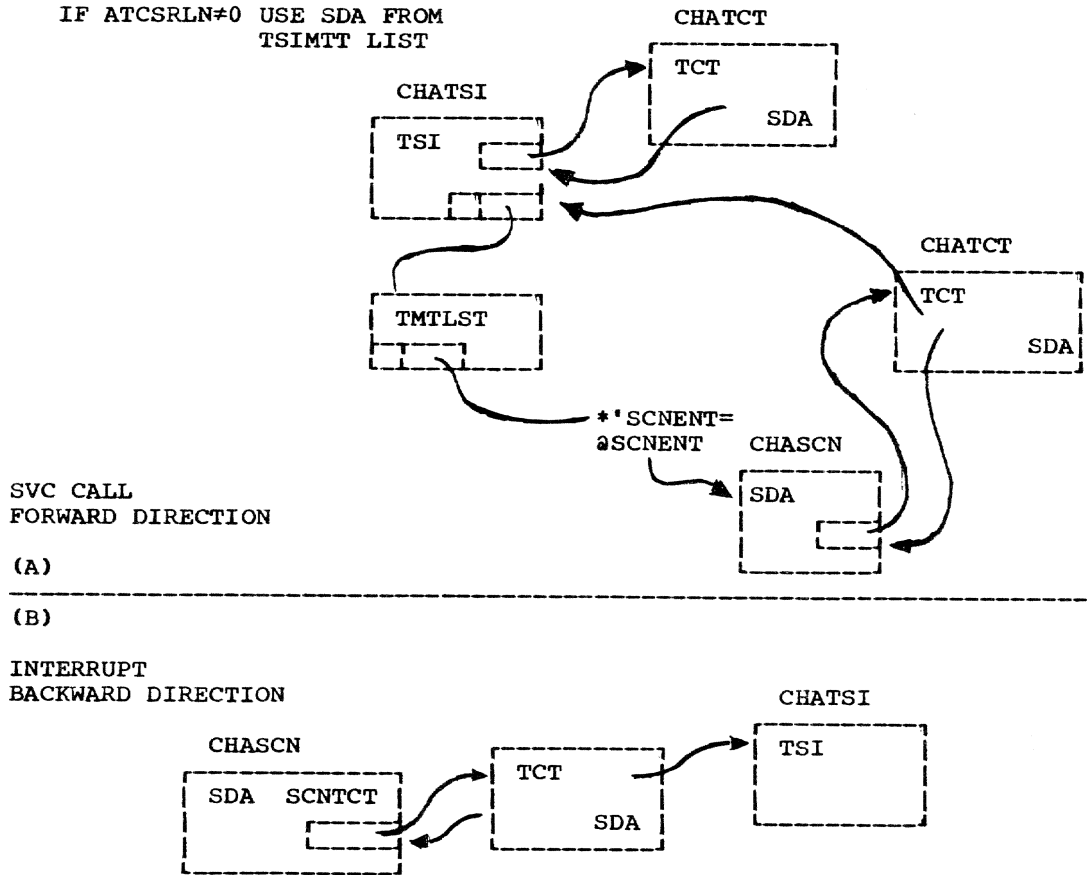 IF ATCSRLN≠0 USE SDA FROM
TSIMTT LIST
CHATCT
TCT
SDA
CHATSI
TSI
CHATCT
TCT
SDA
TMTLST
*'SCNENT=
@SCNENT
CHASCN
SDA
SVC CALL
FORWARD DIRECTION
(A)
(B)
INTERRUPT
BACKWARD DIRECTION
CHATSI
TSI
CHASCN
SDA SCNTCT
TCT
SDA